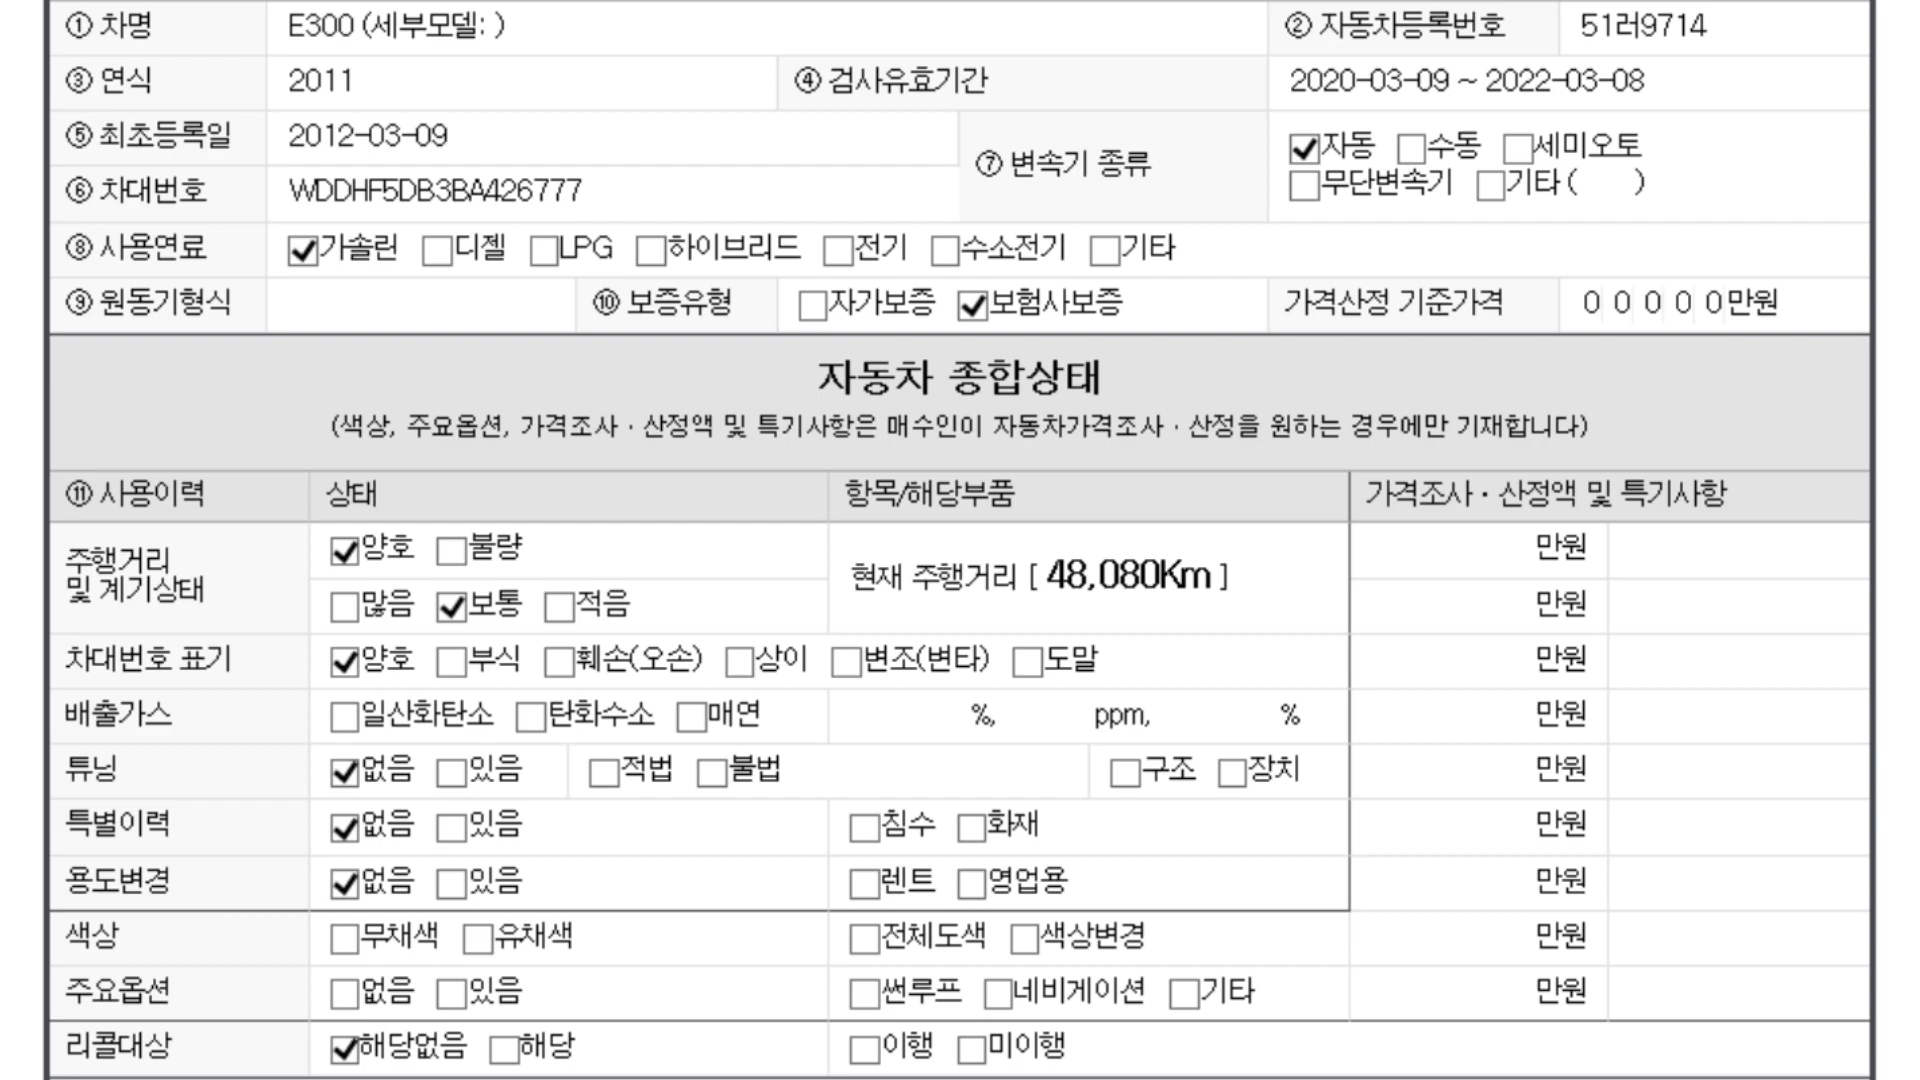 ① 차명 E300 (세부모델: ) ② 자동차등록번호 51러9714
③ 연식 2011 ④ 검사유효기간 2020-03-09 ~ 2022-03-08
⑤ 최초등록일 2012-03-09 ⑦ 변속기 종류 자동 수동 세미오토
⑥ 차대번호 WDDHF5DB3BA426777 무단변속기 기타 ( )
⑧ 사용연료 가솔린 디젤 LPG 하이브리드 전기 수소전기 기타
⑨ 원동기형식 ⑩ 보증유형 자가보증 보험사보증 가격산정 기준가격 0 0 0 0 0만원
자동차 종합상태
(색상, 주요옵션, 가격조사 · 산정액 및 특기사항은 매수인이 자동차가격조사 · 산정을 원하는 경우에만 기재합니다)
⑪ 사용이력 상태 항목/해당부품 가격조사 · 산정액 및 특기사항
주행거리
및 계기상태 양호 불량 현재 주행거리 [ 48,080Km ] 만원
많음 보통 적음 만원
차대번호 표기 양호 부식 훼손(오손) 상이 변조(변타) 도말 만원
배출가스 일산화탄소 탄화수소 매연 %, ppm, % 만원
튜닝 없음 있음 적법 불법 구조 장치 만원
특별이력 없음 있음 침수 화재 만원
용도변경 없음 있음 렌트 영업용 만원
색상 무채색 유채색 전체도색 색상변경 만원
주요옵션 없음 있음 썬루프 네비게이션 기타 만원
리콜대상 해당없음 해당 이행 미이행